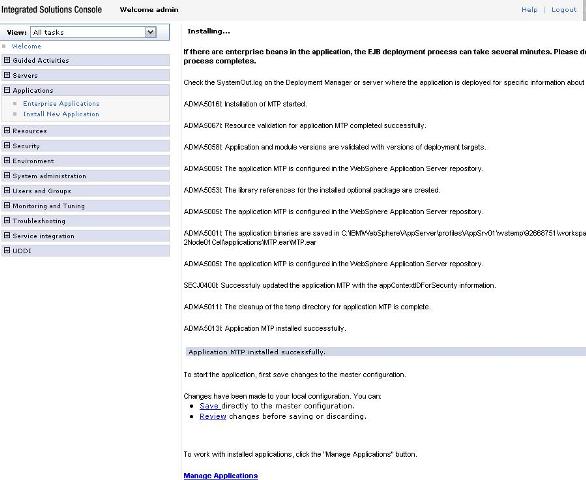 Integrated Solutions Console Welcome admin Help | Logout
View: All tasks
Welcome
Guided Activities
Servers
Applications
Enterprise Applications
Install New Application
Resources
Security
Environment
System administration
Users and Groups
Monitoring and Tuning
Troubleshooting
Service integration
UDDI
Installing...
If there are enterprise beans in the application, the EJB deployment process can take several minutes. Please d
process completes.
Check the SystemOut.log on the Deployment Manager or server where the application is deployed for specific information about
ADMA5016I: Installation of MTP started.
ADMA5067I: Resource validation for application MTP completed successfully.
ADMA5058I: Application and module versions are validated with versions of deployment targets.
ADMA5005I: The application MTP is configured in the WebSphere Application Server repository.
ADMA5053I: The library references for the installed optional package are created.
ADMA5005I: The application MTP is configured in the WebSphere Application Server repository.
ADMA5001I: The application binaries are saved in C:\IBM\WebSphere\AppServer\profiles\AppSrv01\wstemp\92668751\workspa
2Node01Cell\applications\MTP.ear\MTP.ear
ADMA5005I: The application MTP is configured in the WebSphere Application Server repository.
SECJ0400I: Successfuly updated the application MTP with the appContextIDForSecurity information.
ADMA5011I: The cleanup of the temp directory for application MTP is complete.
ADMA5013I: Application MTP installed successfully.
Application MTP installed successfully.
To start the application, first save changes to the master configuration.
Changes have been made to your local configuration. You can:
Save directly to the master configuration.
Review changes before saving or discarding.
To work with installed applications, click the "Manage Applications" button.
Manage Applications